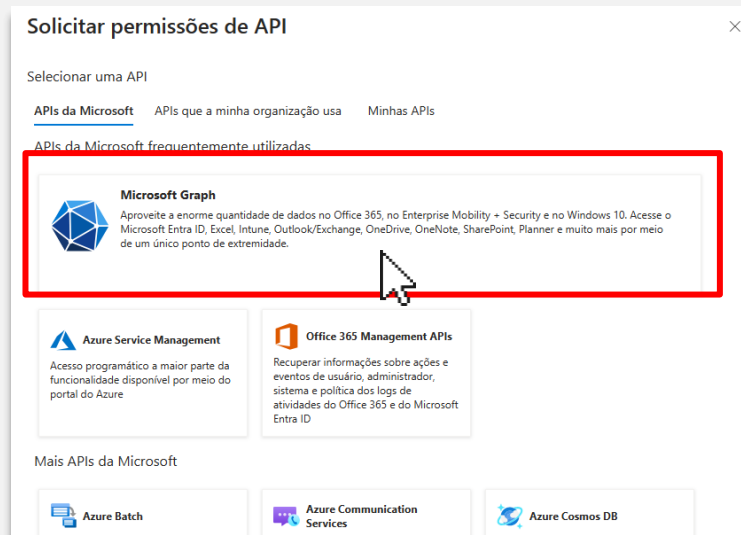 Solicitar permissões de API
Selecionar uma API
APIs da Microsoft APIs que a minha organização usa Minhas APIs
APIs da Microsoft frequentemente utilizadas
Microsoft Graph
Aproveite a enorme quantidade de dados no Office 365, no Enterprise Mobility + Security e no Windows 10. Acesse o
Microsoft Entra ID, Excel, Intune, Outlook/Exchange, OneDrive, OneNote, SharePoint, Planner e muito mais por meio
de um único ponto de extremidade.
Azure Service Management
Acesso programático a maior parte da
funcionalidade disponível por meio do
portal do Azure
Office 365 Management APIs
Recuperar informações sobre ações e
eventos de usuário, administrador,
sistema e política dos logs de
atividades do Office 365 e do Microsoft
Entra ID
Mais APIs da Microsoft
Azure Batch
Azure Communication
Services
Azure Cosmos DB